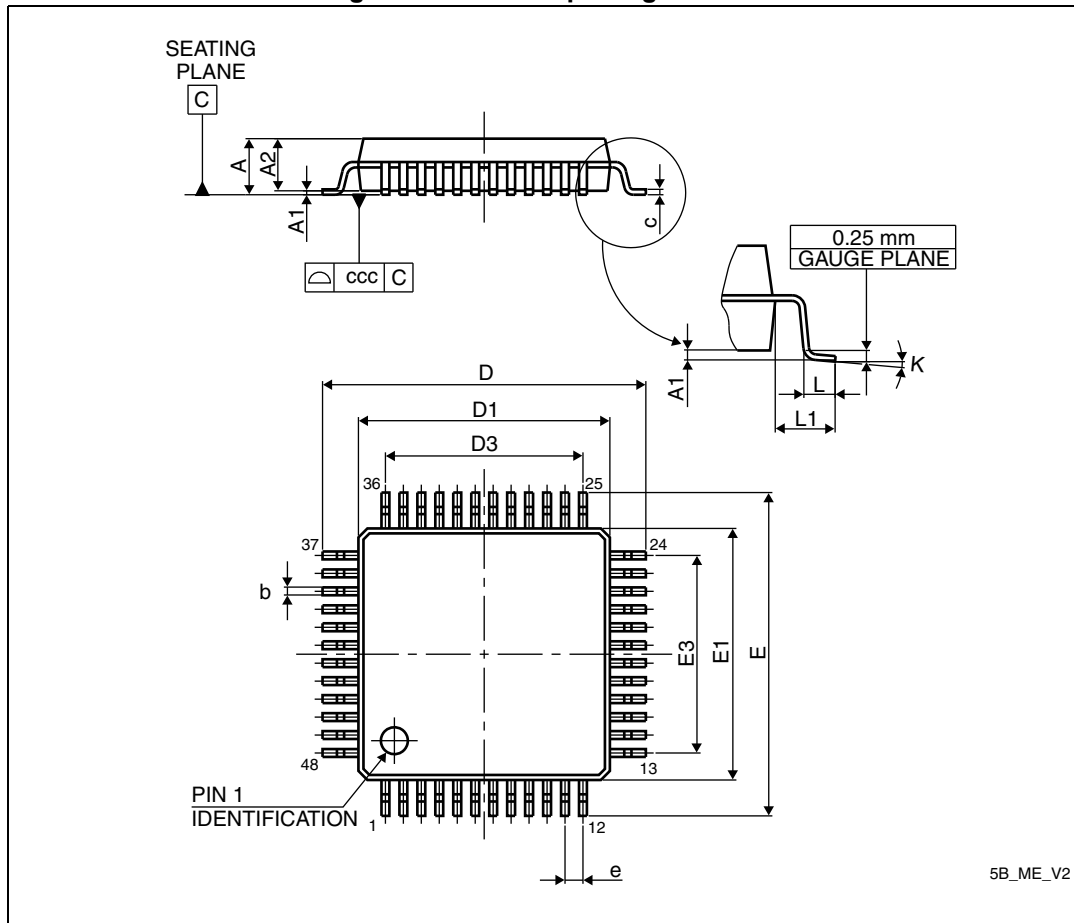 SEATING
PLANE
C
A
A2
A1
c
ccc C
0.25 mm
GAUGE PLANE
A1
K
L
L1
D
D1
D3
36
25
37
24
b
E3
E1
E
48
13
PIN 1
IDENTIFICATION
1
12
e
5B_ME_V2